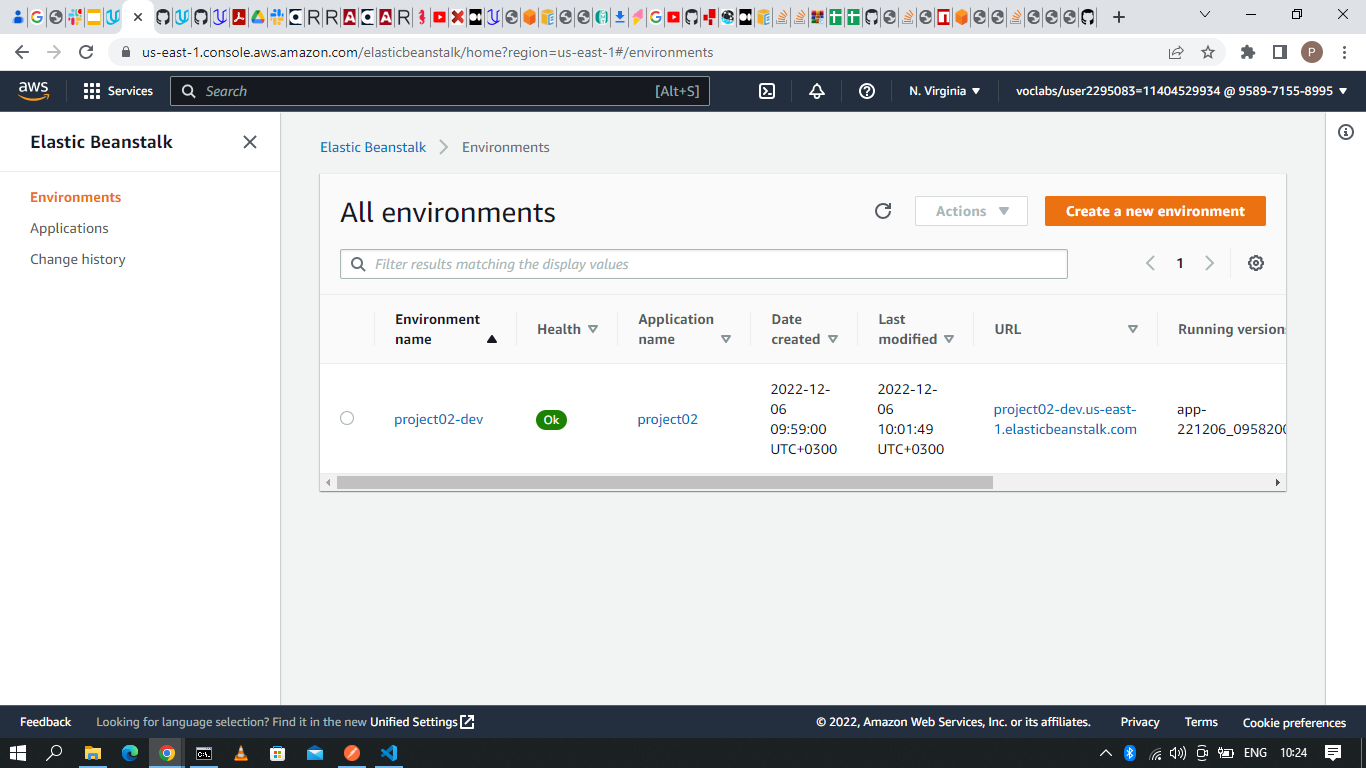 us-east-1.console.aws.amazon.com/elasticbeanstalk/home?region=us-east-1#/environments
P
aws
Services
Search
[Alt+S]
N. Virginia
voclabs/user2295083=11404529934 @ 9589-7155-8995
Elastic Beanstalk
Environments
Applications
Change history
Elastic Beanstalk
Environments
All environments
Actions
Create a new environment
Filter results matching the display values
1
Environment
name
Health
Application
name
Date
created
Last
modified
URL
Running versions
project02-dev
Ok
project02
2022-12-
06
09:59:00
UTC+0300
2022-12-
06
10:01:49
UTC+0300
project02-dev.us-east-
1.elasticbeanstalk.com
app-
221206_0958200
Feedback
Looking for language selection? Find it in the new Unified Settings
© 2022, Amazon Web Services, Inc. or its affiliates.
Privacy
Terms
Cookie preferences
ENG
10:24